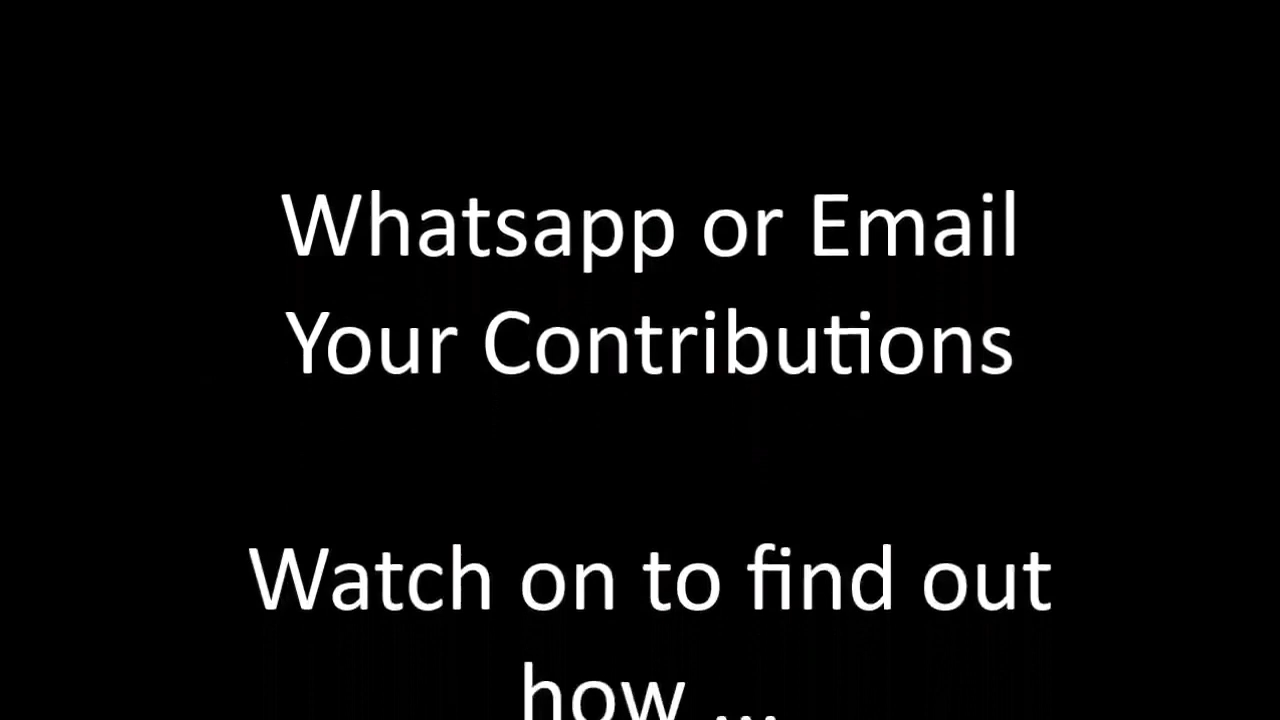 Whatsapp or Email
Your Contributions
Watch on to find out
how ...